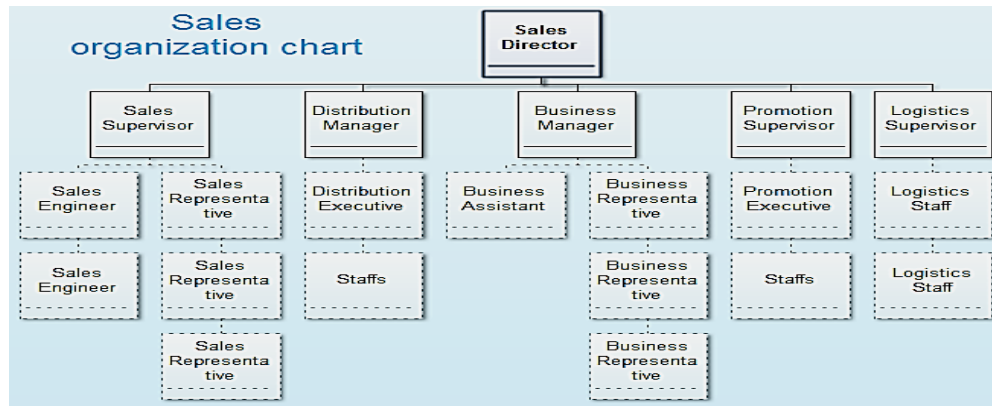 Sales
organization chart
Sales
Director
Sales
Supervisor
Distribution
Manager
Business
Manager
Promotion
Supervisor
Logistics
Supervisor
Sales
Engineer
Sales
Representa
tive
Distribution
Executive
Business
Assistant
Business
Representa
tive
Promotion
Executive
Logistics
Staff
Sales
Engineer
Sales
Representa
tive
Staffs
Business
Representa
tive
Staffs
Logistics
Staff
Sales
Representa
tive
Business
Representa
tive